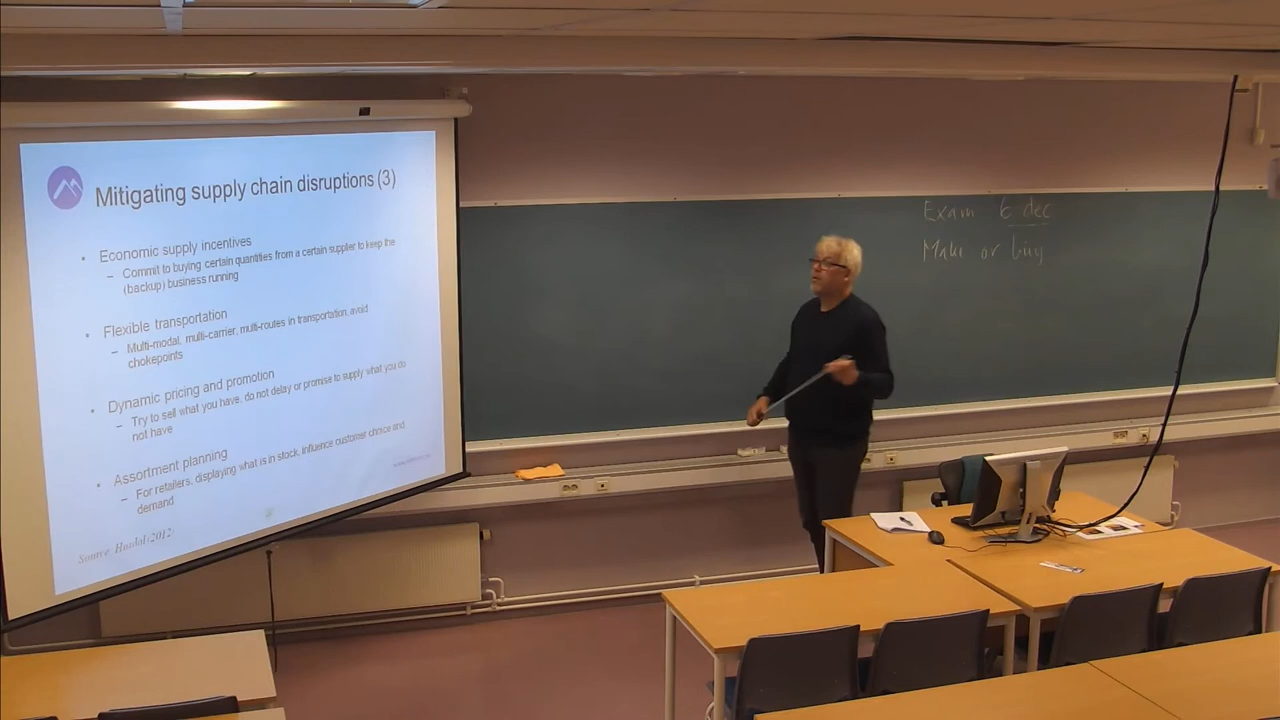 Mitigating supply chain disruptions (3)
• Economic supply incentives
– Commit to buying certain quantities from a certain supplier to keep the
(backup) business running
• Flexible transportation
– Multi-modal, multi-carrier, multi-routes in transportation, avoid
chokepoints
• Dynamic pricing and promotion
– Try to sell what you have, do not delay or promise to supply what you do
not have
• Assortment planning
– For retailers, displaying what is in stock, influence customer choice and
demand
Source: Husdal (2012)
Exam 6 dec
Make or buy